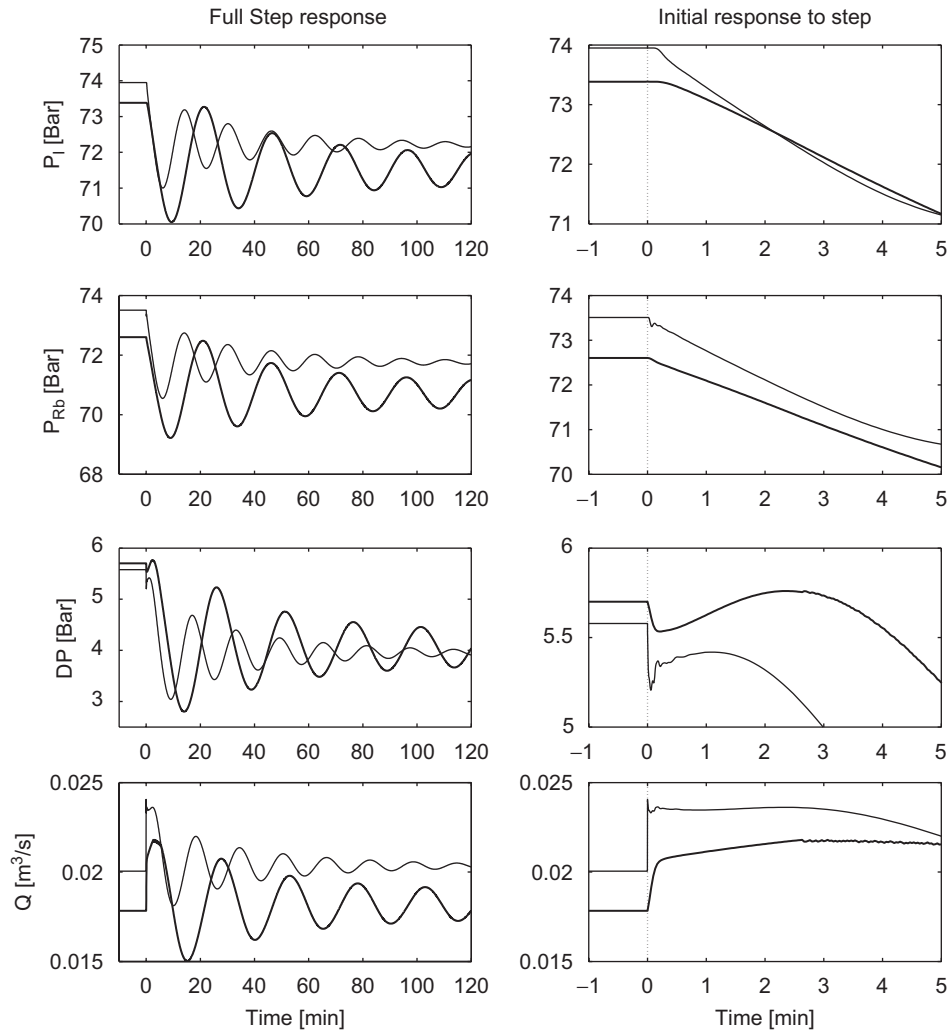 Full Step response
Initial response to step
75
74
73
72
71
70
P_I [Bar]
0 20 40 60 80 100 120
74
73
72
71
−1 0 1 2 3 4 5
74
72
70
68
P_Rb [Bar]
0 20 40 60 80 100 120
74
73
72
71
70
−1 0 1 2 3 4 5
6
5
4
3
DP [Bar]
0 20 40 60 80 100 120
6
5.5
5
−1 0 1 2 3 4 5
0.025
0.02
0.015
Q [m³/s]
0 20 40 60 80 100 120
Time [min]
0.025
0.02
0.015
−1 0 1 2 3 4 5
Time [min]